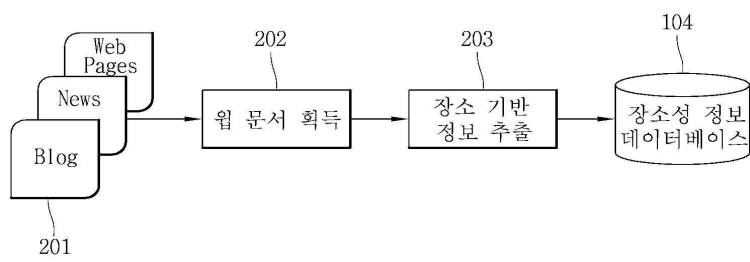 Web
Pages
News
Blog
201
202
웹 문서 획득
203
장소 기반
정보 추출
104
장소성 정보
데이터베이스